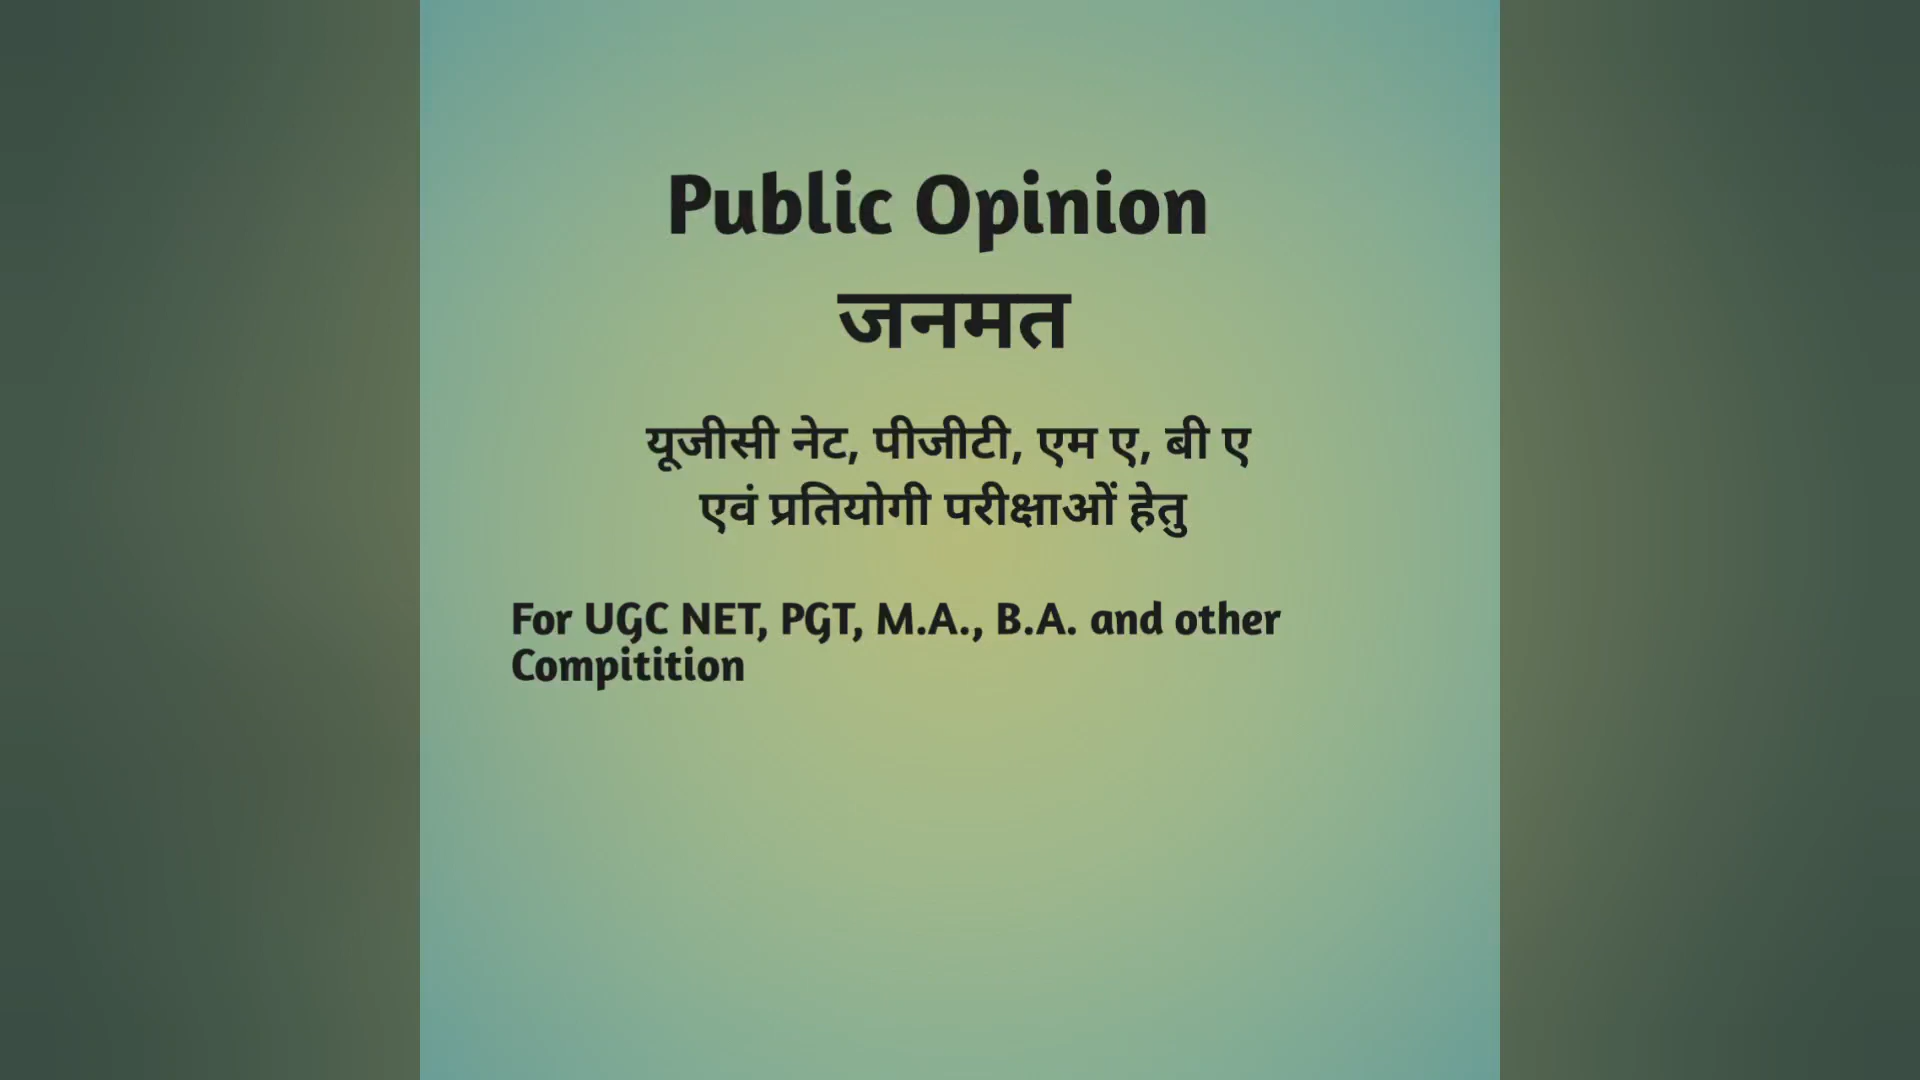 Public Opinion
जनमत
यूजीसी नेट, पीजीटी, एम ए, बी ए
एवं प्रतियोगी परीक्षाओं हेतु
For UGC NET, PGT, M.A., B.A. and other
Compitition